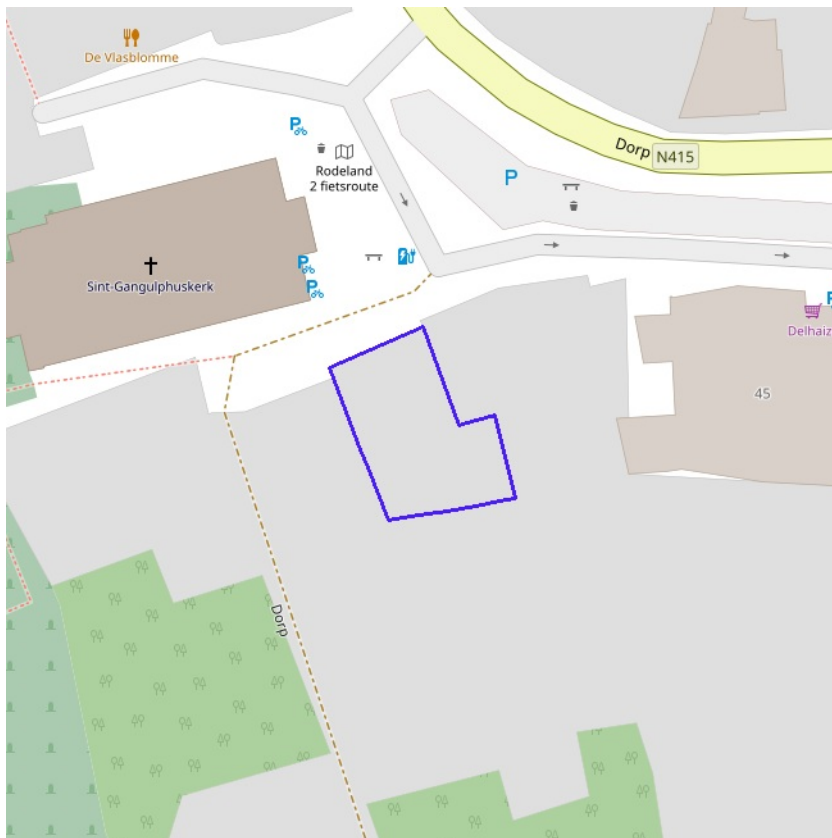 De Vlasblomme
P
Rodeland
2 fietsroute
Dorp
N415
P
Sint-Gangulphuskerk
P
P
P
Delhaiz
45
Dorp